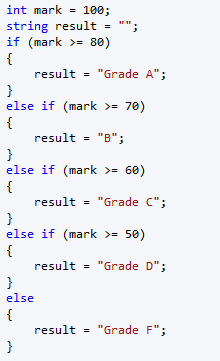 int mark = 100;
string result = "";
if (mark >= 80)
{
    result = "Grade A";
}
else if (mark >= 70)
{
    result = "B";
}
else if (mark >= 60)
{
    result = "Grade C";
}
else if (mark >= 50)
{
    result = "Grade D";
}
else
{
    result = "Grade F";
}